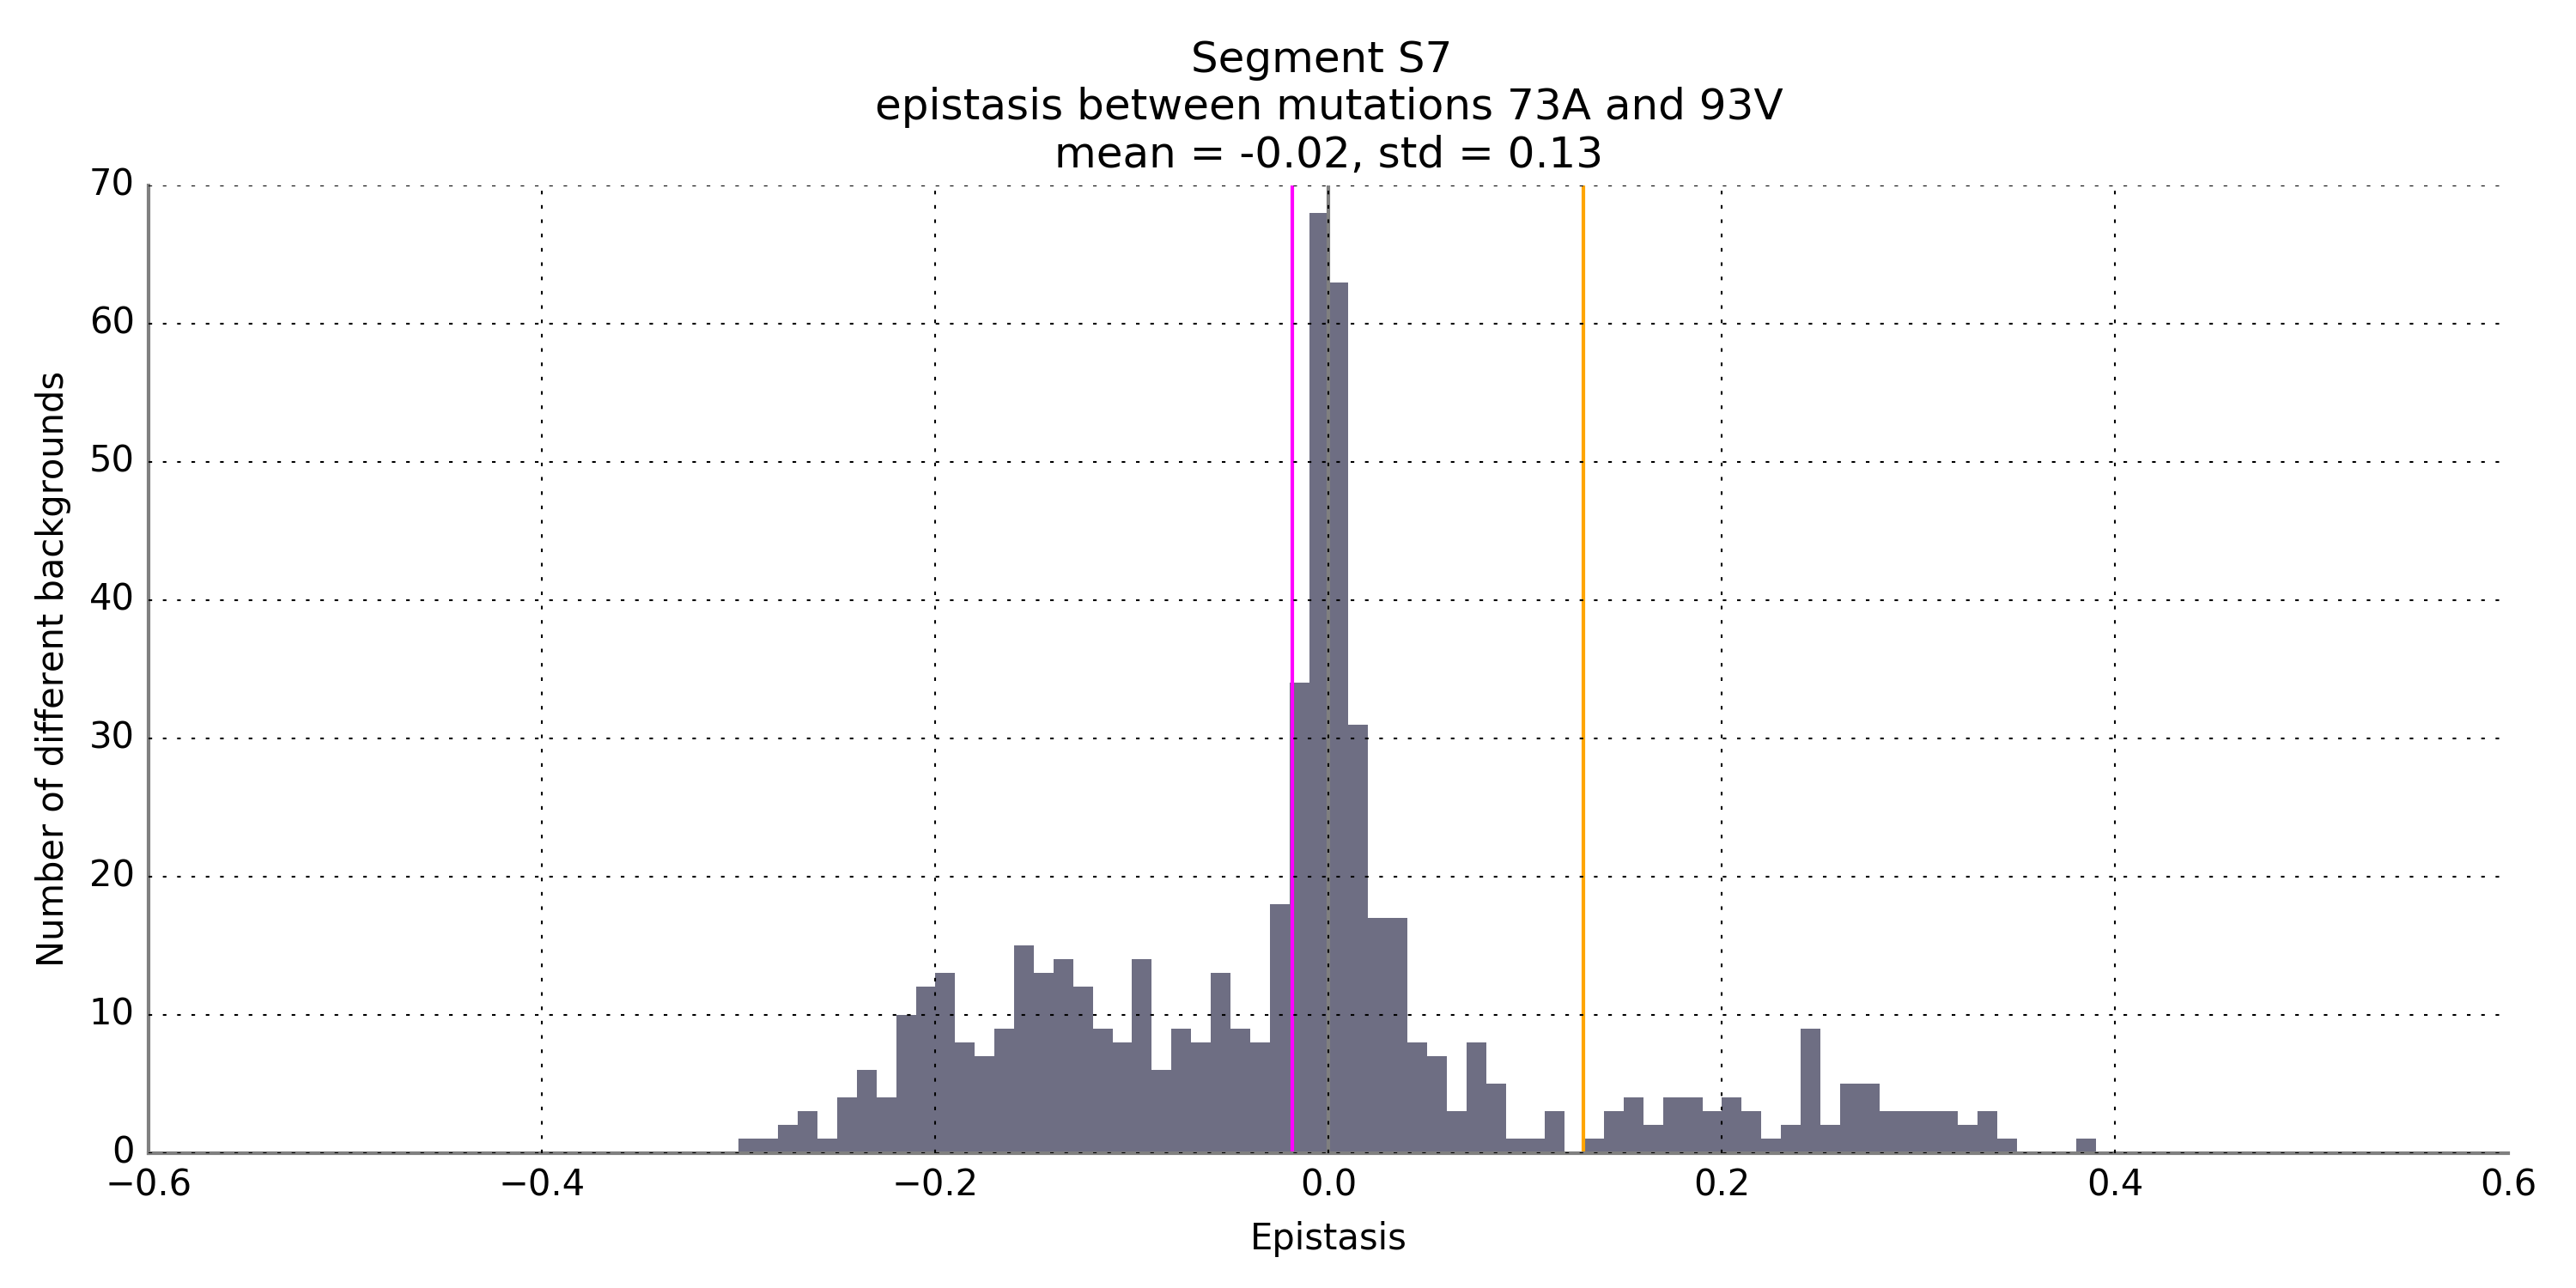 Segment S7
epistasis between mutations 73A and 93V
mean = -0.02, std = 0.13
70
60
50
40
30
20
10
0
Number of different backgrounds
−0.6 −0.4 −0.2 0.0 0.2 0.4 0.6
Epistasis